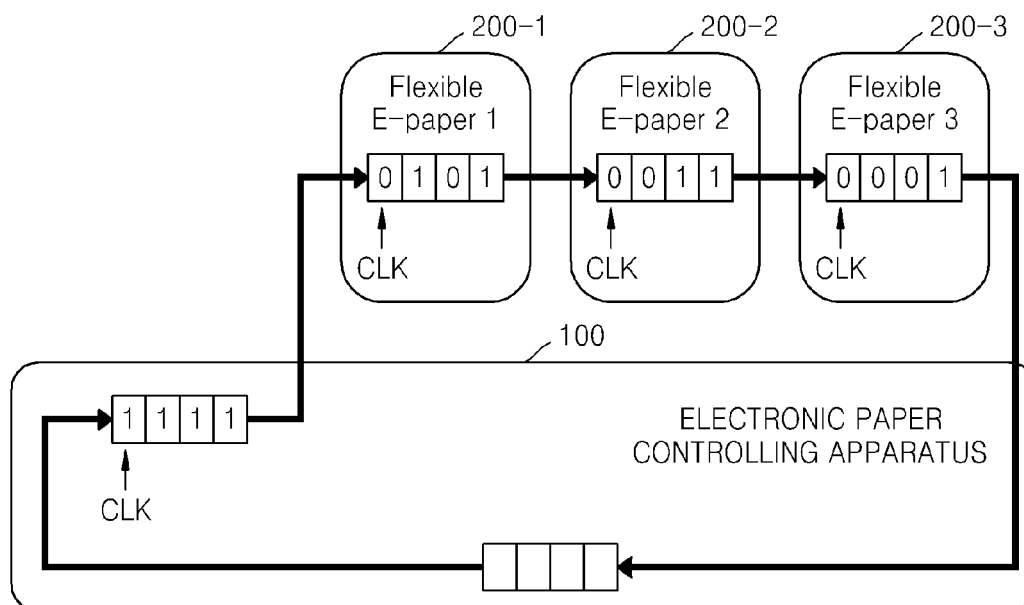 200-1
200-2
200-3
Flexible
E-paper 1
Flexible
E-paper 2
Flexible
E-paper 3
0 1 0 1
0 0 1 1
0 0 0 1
CLK
CLK
CLK
100
1 1 1 1
ELECTRONIC PAPER
CONTROLLING APPARATUS
CLK